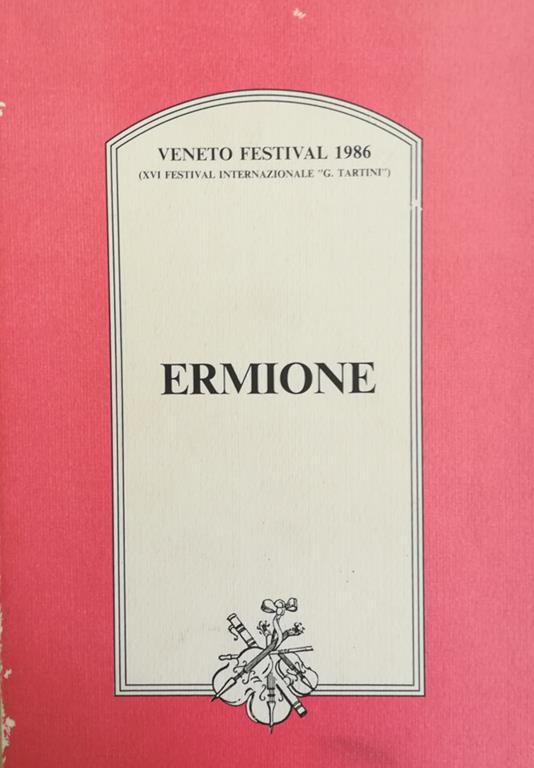 VENETO FESTIVAL 1986
(XVI FESTIVAL INTERNAZIONALE "G. TARTINI")
ERMIONE